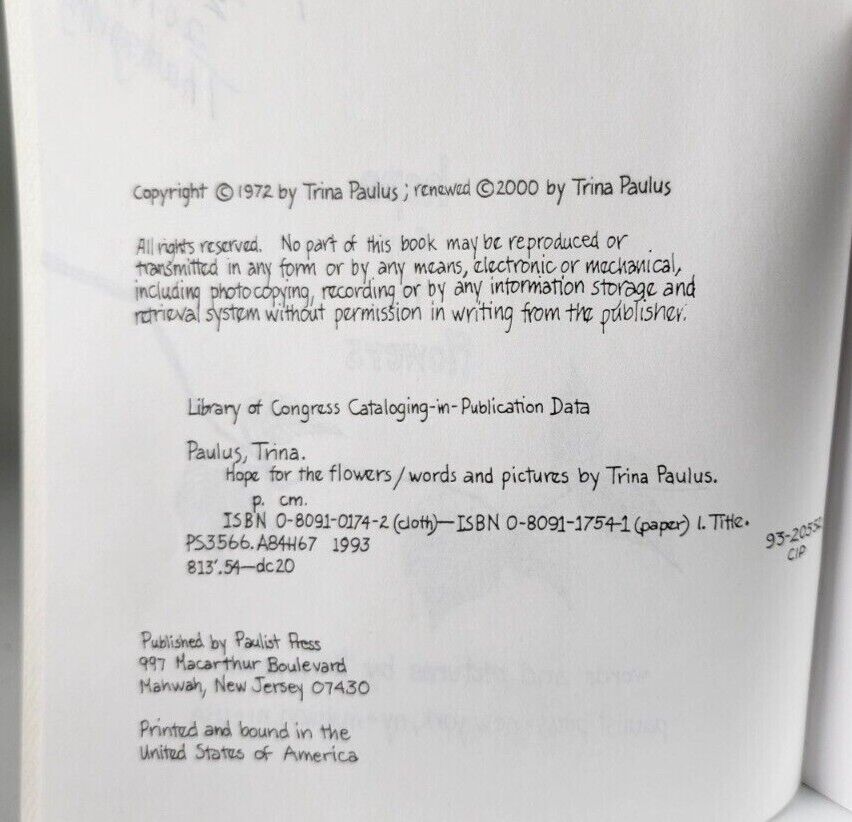 Copyright © 1972 by Trina Paulus; renewed © 2000 by Trina Paulus
All rights reserved. No part of this book may be reproduced or
transmitted in any form or by any means, electronic or mechanical,
including photocopying, recording or by any information storage and
retrieval system without permission in writing from the publisher.
Library of Congress Cataloging-in-Publication Data
Paulus, Trina.
Hope for the flowers/words and pictures by Trina Paulus.
p. cm.
ISBN 0-8091-0174-2 (cloth)—ISBN 0-8091-1754-1 (paper) 1. Title.
PS3566.A84H67 1993
813'.54—dc20
CIP
Published by Paulist Press
997 Macarthur Boulevard
Mahwah, New Jersey 07430
Printed and bound in the
United States of America